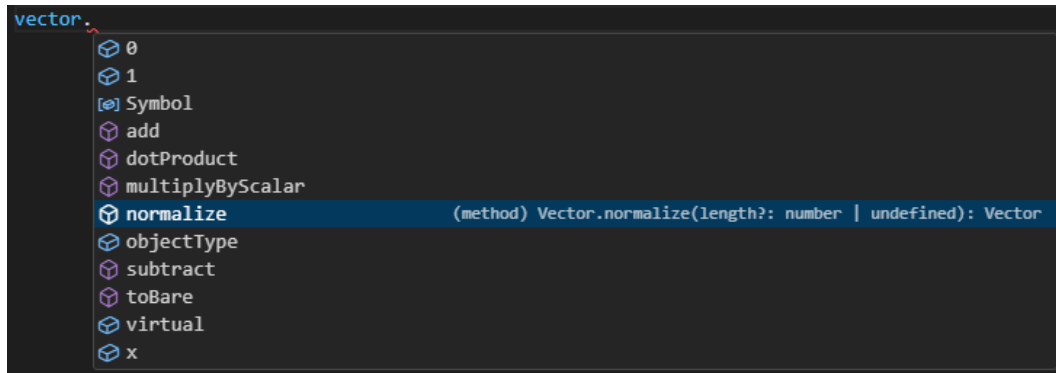 vector.
0
1
Symbol
add
dotProduct
multiplyByScalar
normalize (method) Vector.normalize(length?: number | undefined): Vector
objectType
subtract
toBare
virtual
x